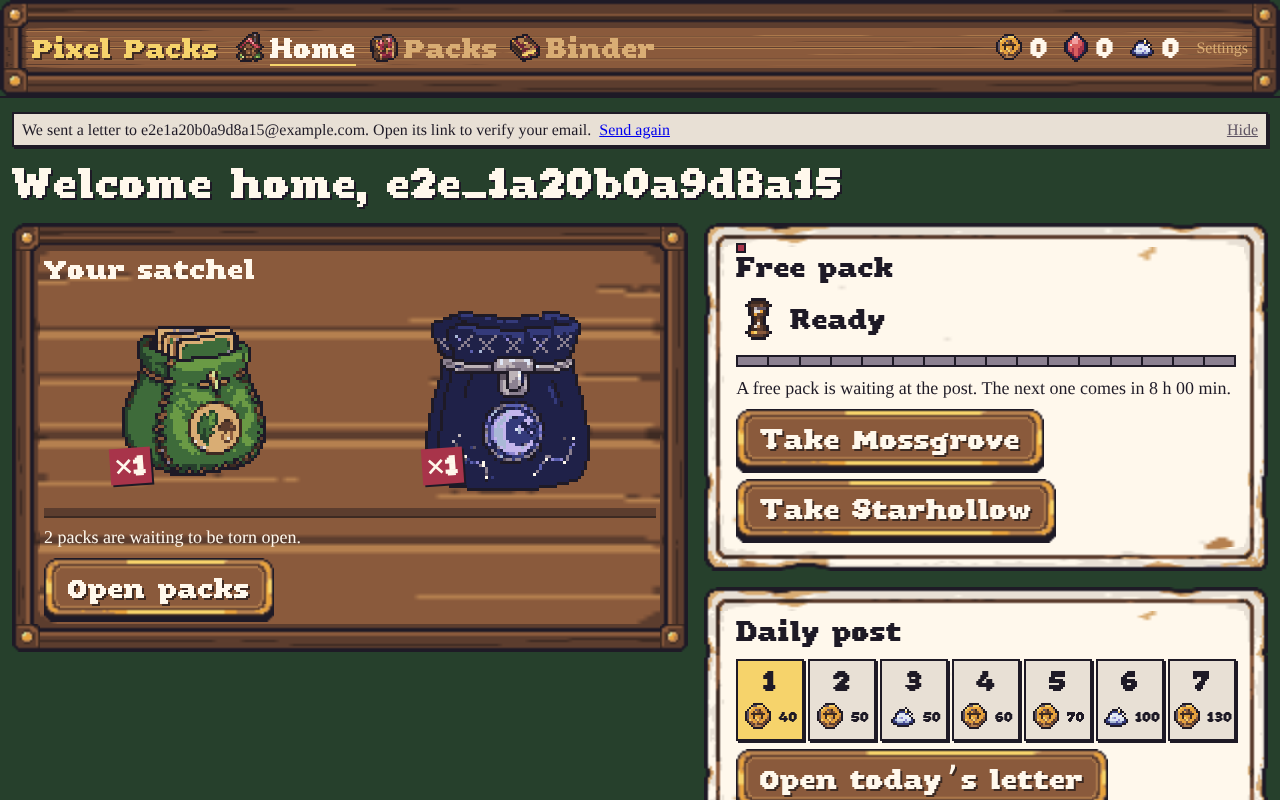 Pixel Packs Home Packs Binder 0 0 0 Settings
We sent a letter to e2e1a20b0a9d8a15@example.com. Open its link to verify your email. Send again Hide
Welcome home, e2e_1a20b0a9d8a15
Your satchel
×1 ×1
2 packs are waiting to be torn open.
Open packs
Free pack
Ready
A free pack is waiting at the post. The next one comes in 8 h 00 min.
Take Mossgrove
Take Starhollow
Daily post
1 2 3 4 5 6 7
40 50 50 60 70 100 130
Open today's letter